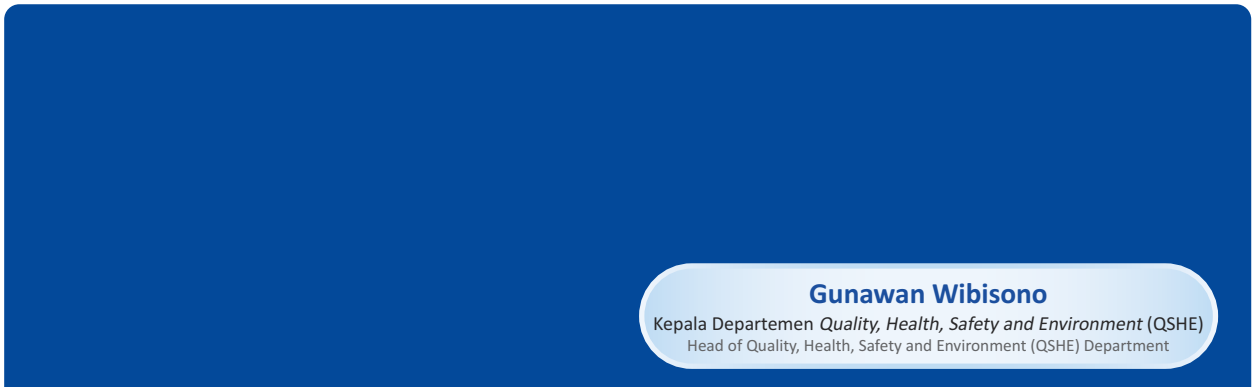 Gunawan Wibisono
Kepala Departemen Quality, Health, Safety and Environment (QSHE)
Head of Quality, Health, Safety and Environment (QSHE) Department